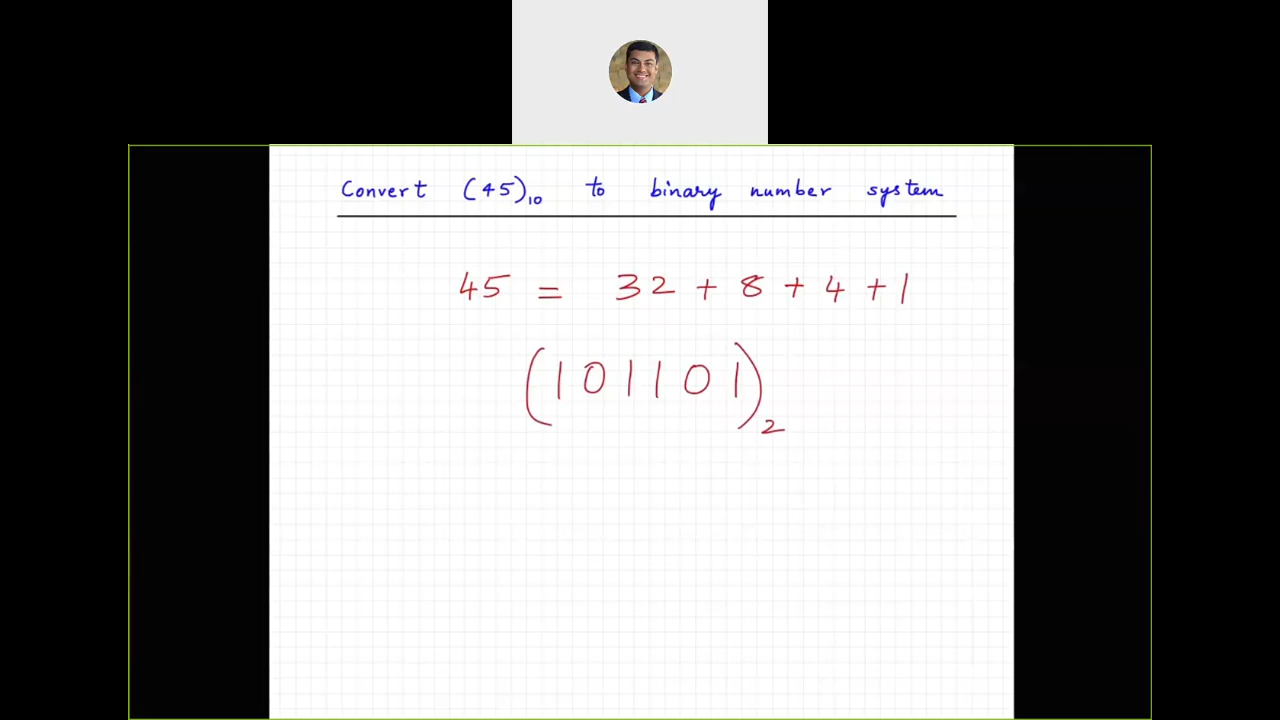 Convert (45)₁₀ to binary number system
45 = 32 + 8 + 4 + 1
(101101)₂